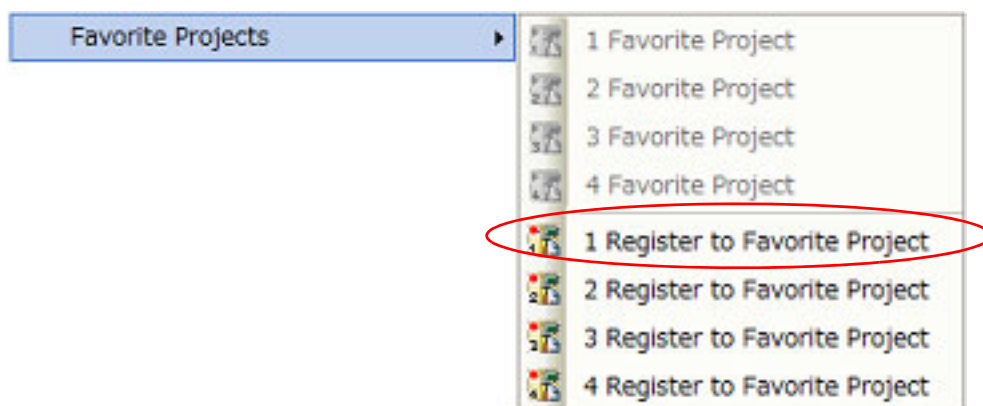 Favorite Projects
1 Favorite Project
2 Favorite Project
3 Favorite Project
4 Favorite Project
1 Register to Favorite Project
2 Register to Favorite Project
3 Register to Favorite Project
4 Register to Favorite Project